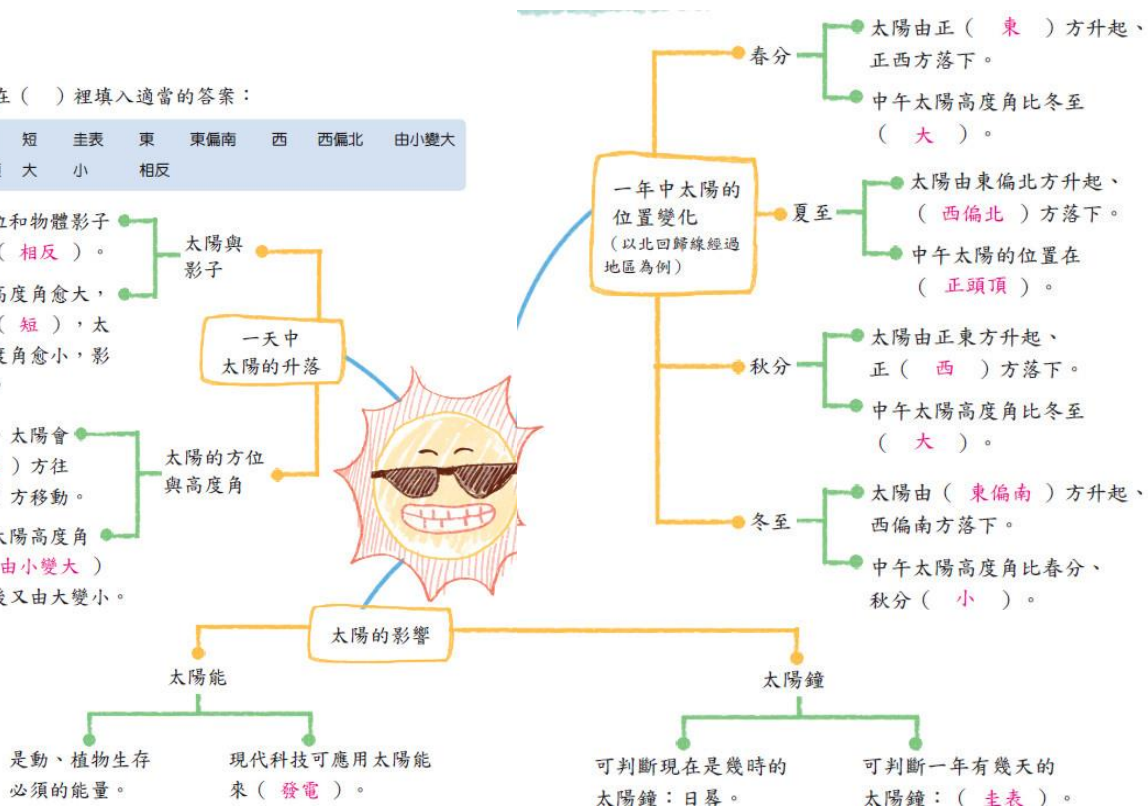 在（　）裡填入適當的答案：
短　圭表　東　東偏南　西　西偏北　由小變大
大　小　相反
和物體影子
（ 相反 ）。
高度角愈大，
（ 短 ），太
度角愈小，影
太陽與
影子
一天中
太陽的升落
太陽會
）方往
方移動。
太陽高度角
由小變大 ）
後又由大變小。
太陽的方位
與高度角
一年中太陽的
位置變化
（以北回歸線經過
地區為例）
春分
太陽由正（ 東 ）方升起、
正西方落下。
中午太陽高度角比冬至
（ 大 ）。
夏至
太陽由東偏北方升起、
（ 西偏北 ）方落下。
中午太陽的位置在
（ 正頭頂 ）。
秋分
太陽由正東方升起、
正（ 西 ）方落下。
中午太陽高度角比冬至
（ 大 ）。
冬至
太陽由（ 東偏南 ）方升起、
西偏南方落下。
中午太陽高度角比春分、
秋分（ 小 ）。
太陽的影響
太陽能
是動、植物生存
必須的能量。
現代科技可應用太陽能
來（ 發電 ）。
太陽鐘
可判斷現在是幾時的
太陽鐘：日晷。
可判斷一年有幾天的
太陽鐘：（ 圭表 ）。